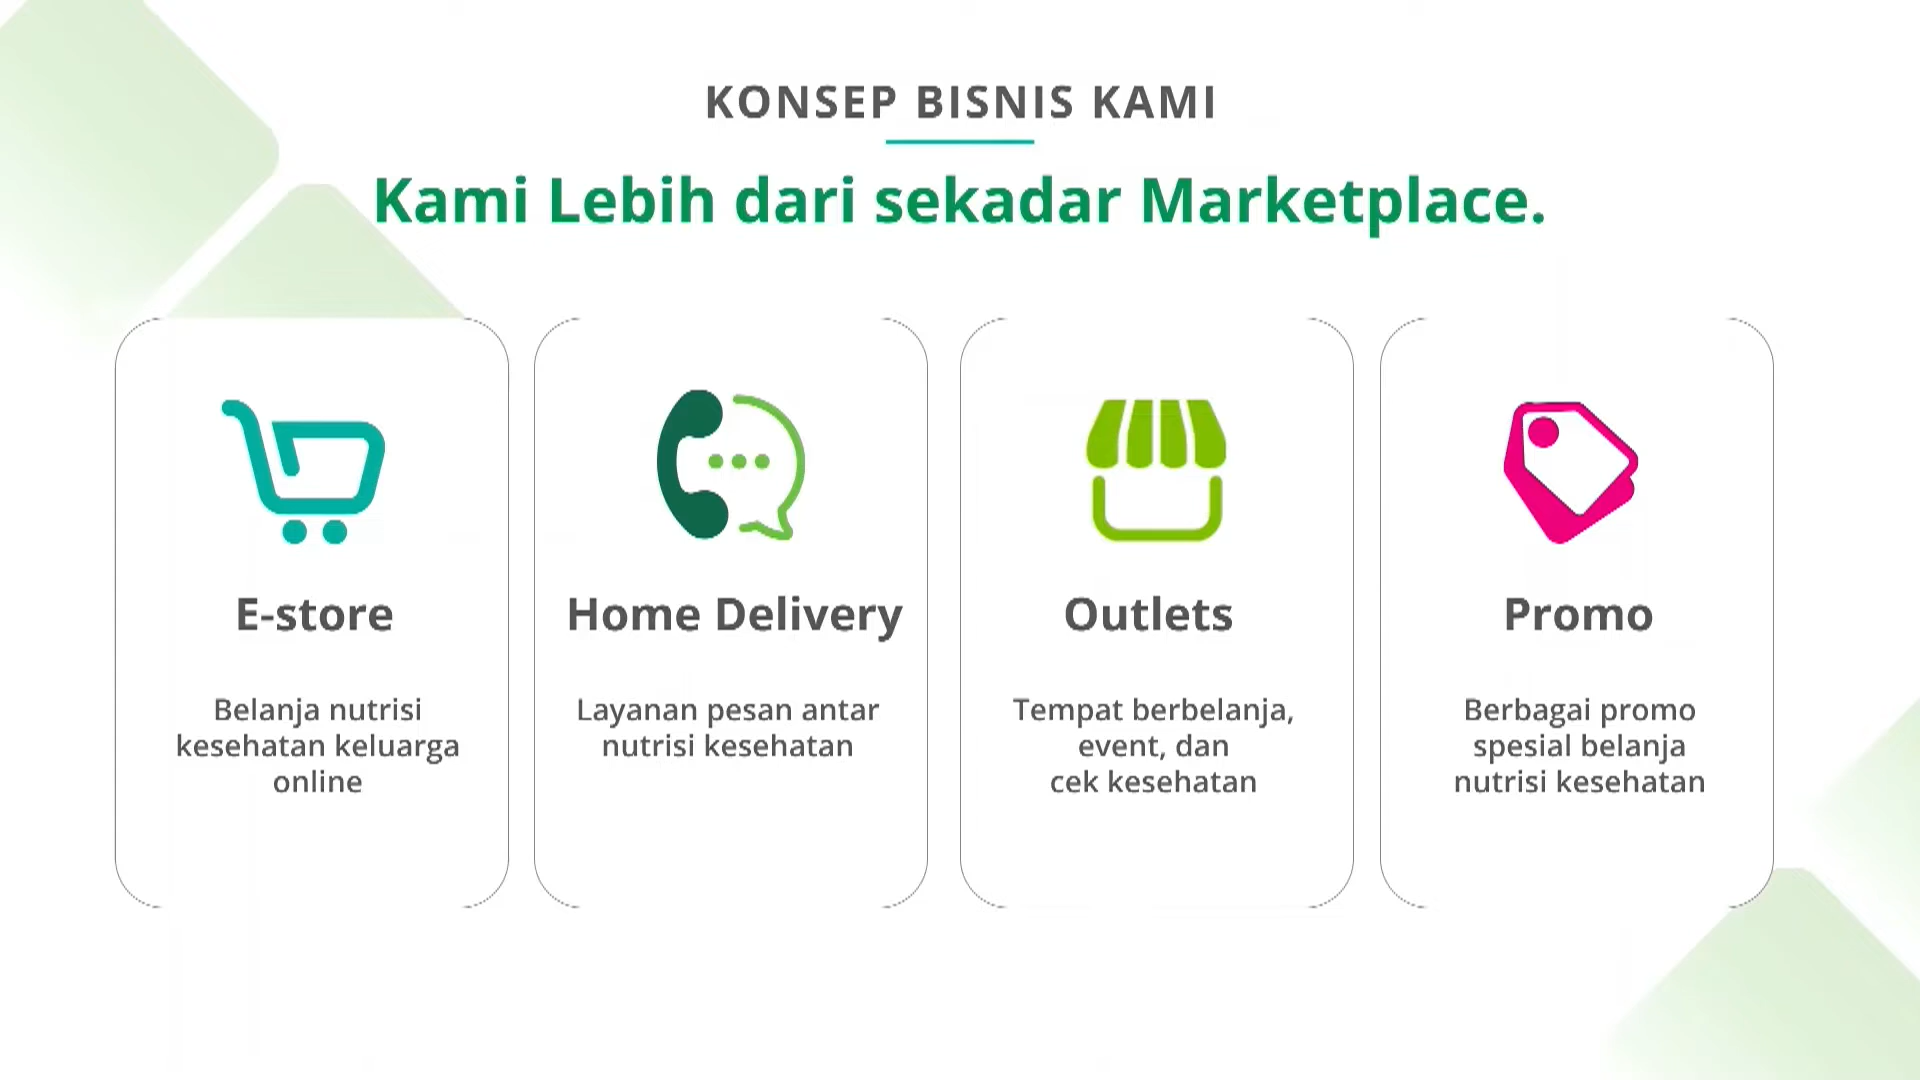 KONSEP BISNIS KAMI
Kami Lebih dari sekadar Marketplace.
E-store
Belanja nutrisi
kesehatan keluarga
online
Home Delivery
Layanan pesan antar
nutrisi kesehatan
Outlets
Tempat berbelanja,
event, dan
cek kesehatan
Promo
Berbagai promo
spesial belanja
nutrisi kesehatan